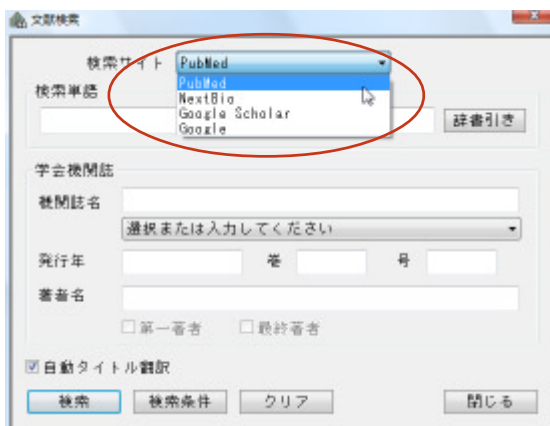 文献検索
検索サイト PubMed
PubMed
NextBio
Google Scholar
Google
検索単語
辞書引き
学会機関誌
機関誌名
選択または入力してください
発行年 巻 号
著者名
第一著者 最終著者
自動タイトル翻訳
検索 検索条件 クリア 閉じる